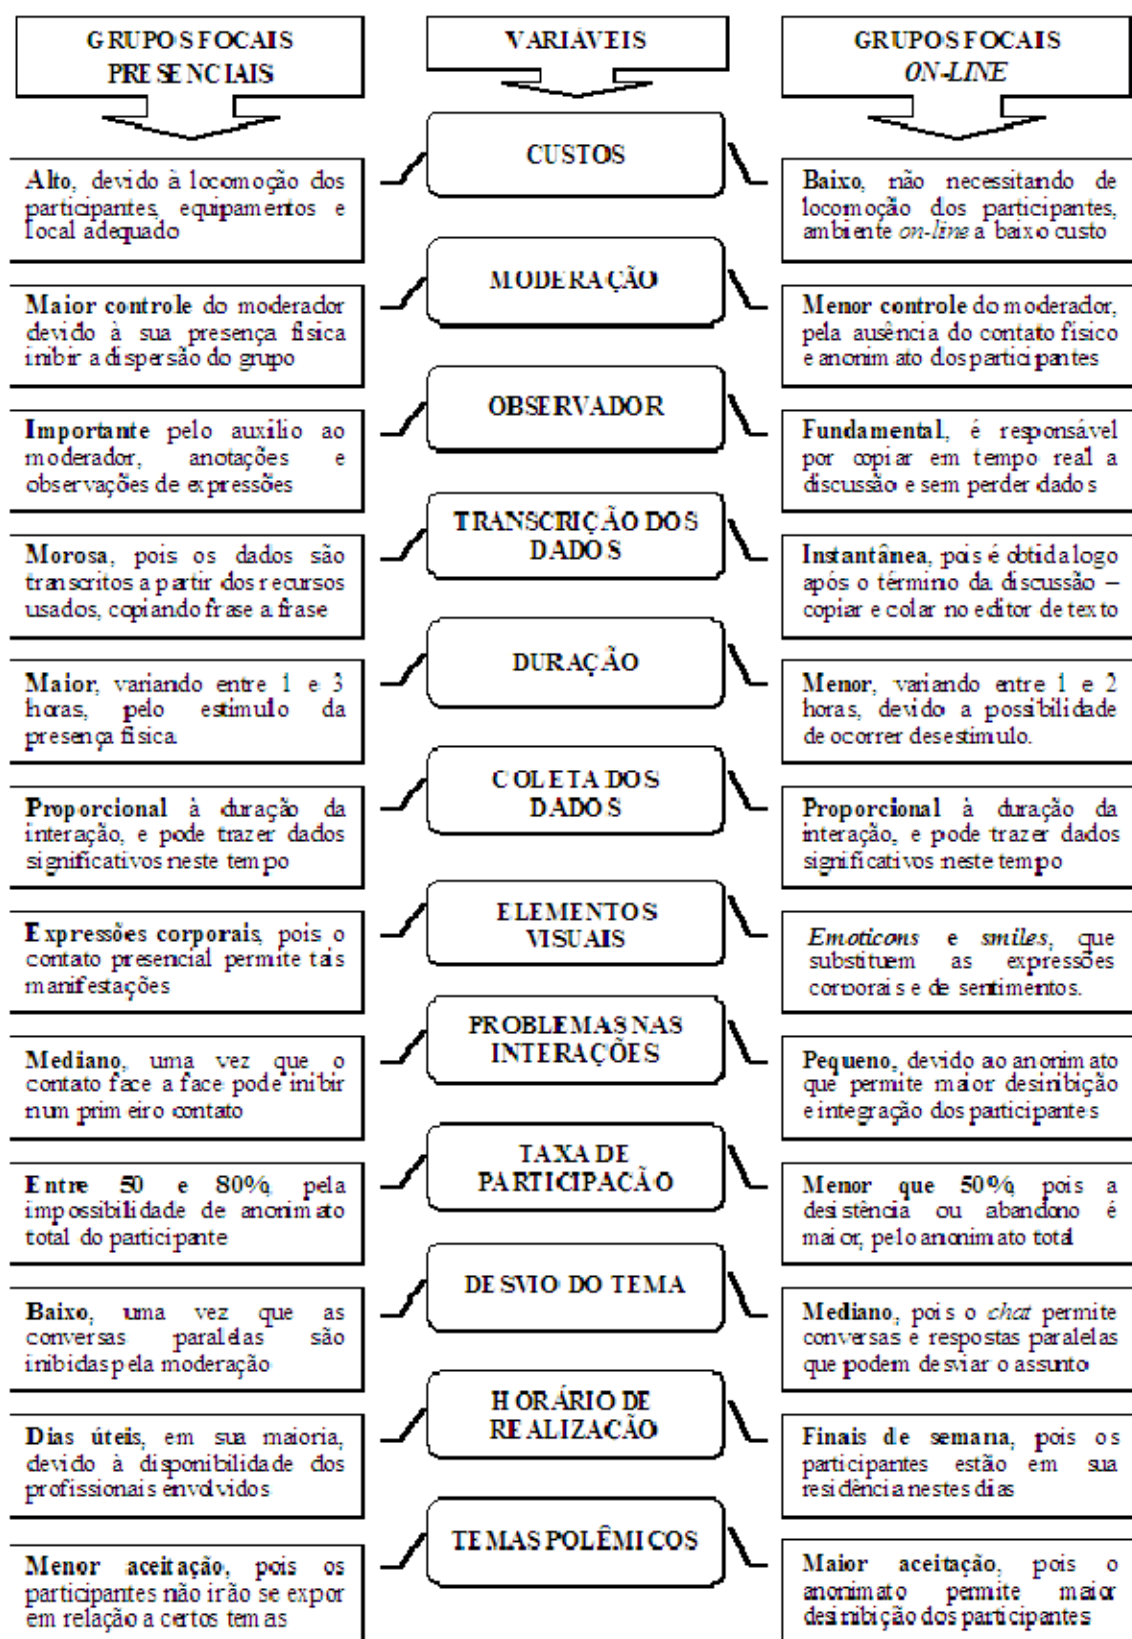 GRUPOS FOCAIS
PRESENCIAIS
VARIÁVEIS
GRUPOS FOCAIS
ON-LINE
CUSTOS
Alto, devido à locomoção dos
participantes, equipamentos e
local adequado
Baixo, não necessitando de
locomoção dos participantes,
ambiente on-line a baixo custo
MODERAÇÃO
Maior controle do moderador
devido à sua presença física
inibir a dispersão do grupo
Menor controle do moderador,
pela ausência do contato físico
e anonimato dos participantes
OBSERVADOR
Importante pelo auxílio ao
moderador, anotações e
observações de expressões
Fundamental, é responsável
por copiar em tempo real a
discussão e sem perder dados
TRANSCRIÇÃO DOS
DADOS
Morosa, pois os dados são
transcritos a partir dos recursos
usados, copiando frase a frase
Instantânea, pois é obtida logo
após o término da discussão –
copiar e colar no editor de texto
DURAÇÃO
Maior, variando entre 1 e 3
horas, pelo estimulo da
presença física.
Menor, variando entre 1 e 2
horas, devido a possibilidade
de ocorrer desestimulo.
COLETA DOS
DADOS
Proporcional à duração da
interação, e pode trazer dados
significativos neste tempo
Proporcional à duração da
interação, e pode trazer dados
significativos neste tempo
ELEMENTOS
VISUAIS
Expressões corporais, pois o
contato presencial permite tais
manifestações
Emoticons e smiles, que
substituem as expressões
corporais e de sentimentos.
PROBLEMAS NAS
INTERAÇÕES
Mediano, uma vez que o
contato face a face pode inibir
num primeiro contato
Pequeno, devido ao anonimato
que permite maior desinibição
e integração dos participantes
TAXA DE
PARTICIPAÇÃO
Entre 50 e 80%, pela
impossibilidade de anonimato
total do participante
Menor que 50%, pois a
desistência ou abandono é
maior, pelo anonimato total
DESVIO DO TEMA
Baixo, uma vez que as
conversas paralelas são
inibidas pela moderação
Mediano, pois o chat permite
conversas e respostas paralelas
que podem desviar o assunto
HORÁRIO DE
REALIZAÇÃO
Dias úteis, em sua maioria,
devido à disponibilidade dos
profissionais envolvidos
Finais de semana, pois os
participantes estão em sua
residência nestes dias
TEMAS POLÊMICOS
Menor aceitação, pois os
participantes não irão se expor
em relação a certos temas
Maior aceitação, pois o
anonimato permite maior
desinibição dos participantes